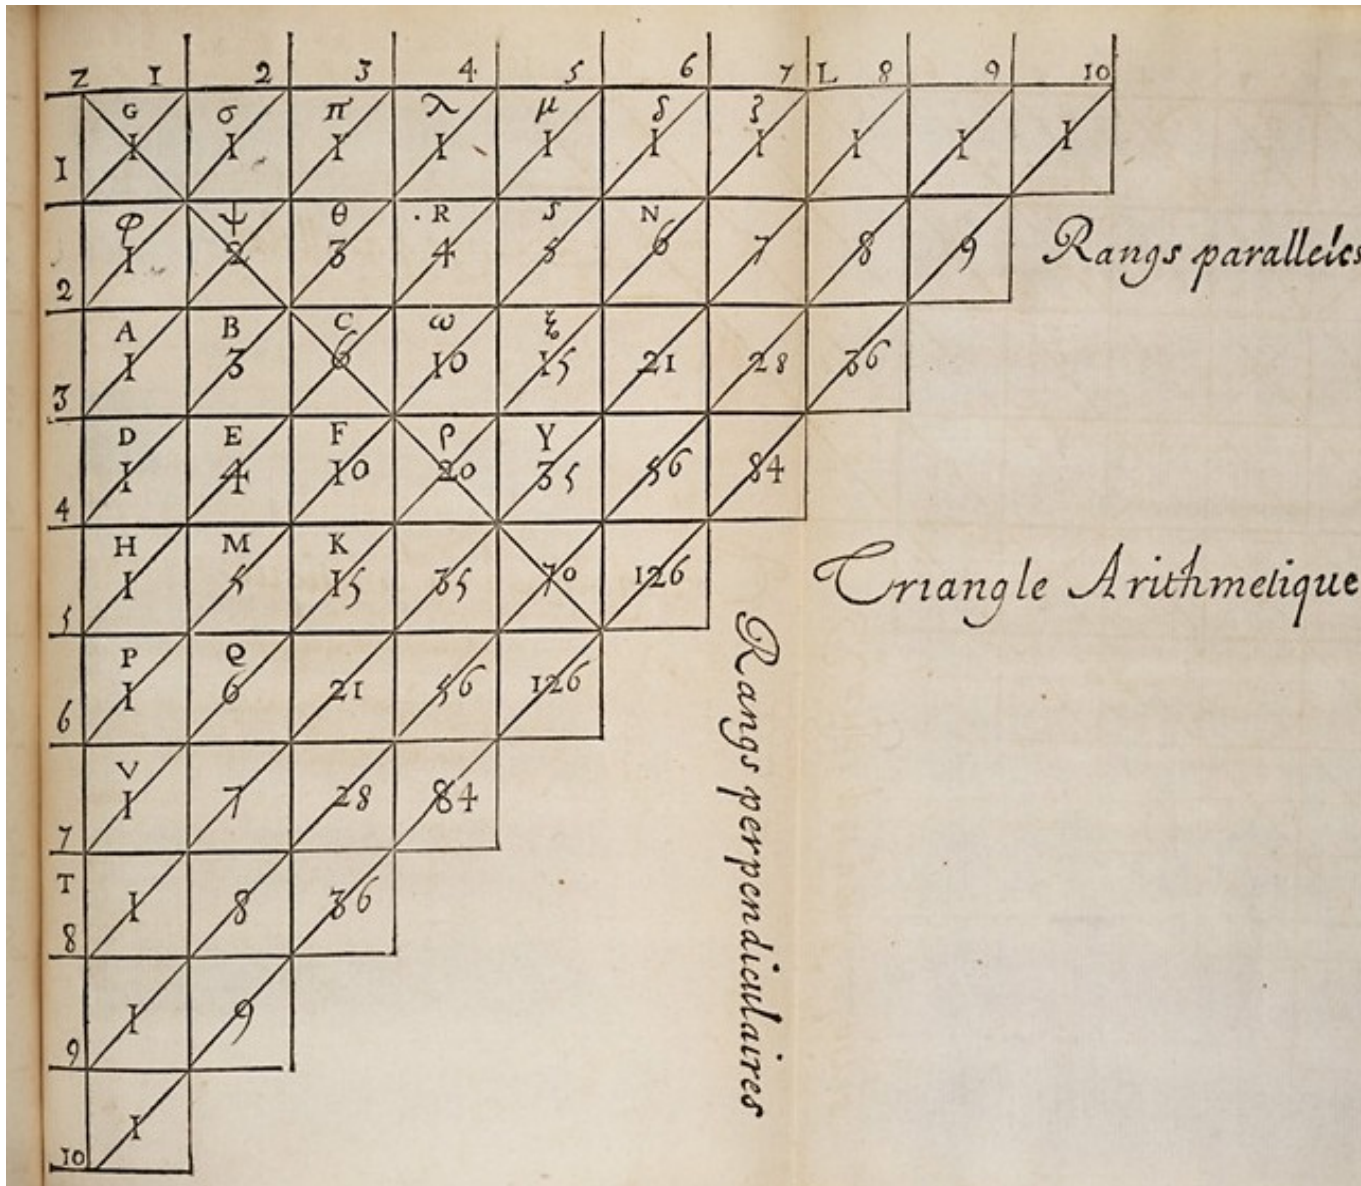 Z 1 2 3 4 5 6 7 L 8 9 10
G σ π λ μ δ ζ
1 1 1 1 1 1 1 1 1 1 1
φ ψ θ R S N
2 1 2 3 4 5 6 7 8 9 Rangs paralleles
A B C ω ξ
3 1 3 6 10 15 21 28 36
D E F ρ Y
4 1 4 10 20 35 56 84
H M K
5 1 5 15 35 70 126 Triangle Arithmetique
P Q
6 1 6 21 56 126
V
7 1 7 28 84
T
8 1 8 36
9 1 9
10 1
Rangs perpendiculaires